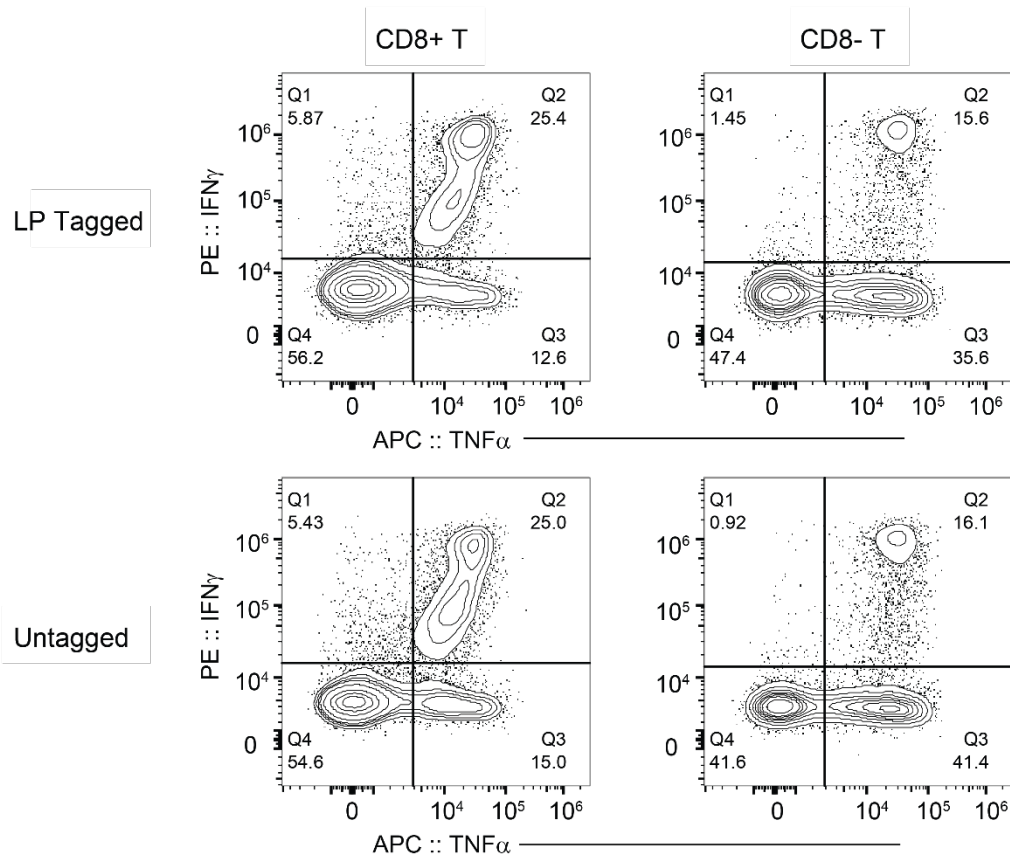 CD8+ T
CD8- T
LP Tagged
PE :: IFNγ
Q1
5.87
Q2
25.4
Q4
56.2
Q3
12.6
10⁶
10⁵
10⁴
0
0
10⁴
10⁵
10⁶
Q1
1.45
Q2
15.6
Q4
47.4
Q3
35.6
10⁶
10⁵
10⁴
0
0
10⁴
10⁵
10⁶
APC :: TNFα
Untagged
PE :: IFNγ
Q1
5.43
Q2
25.0
Q4
54.6
Q3
15.0
10⁶
10⁵
10⁴
0
0
10⁴
10⁵
10⁶
Q1
0.92
Q2
16.1
Q4
41.6
Q3
41.4
10⁶
10⁵
10⁴
0
0
10⁴
10⁵
10⁶
APC :: TNFα